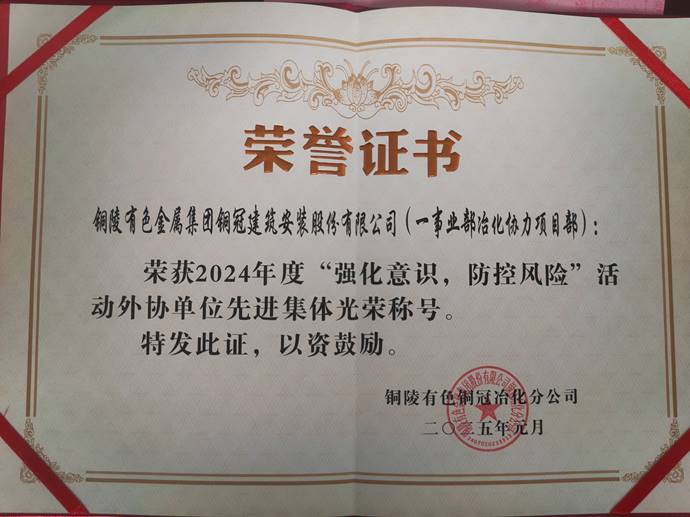 荣誉证书
铜陵有色金属集团铜冠建筑安装股份有限公司（一事业部冶化协力项目部）：
荣获2024年度“强化意识，防控风险”活
动外协单位先进集体光荣称号。
特发此证，以资鼓励。
铜陵有色铜冠冶化分公司
二〇二五年元月